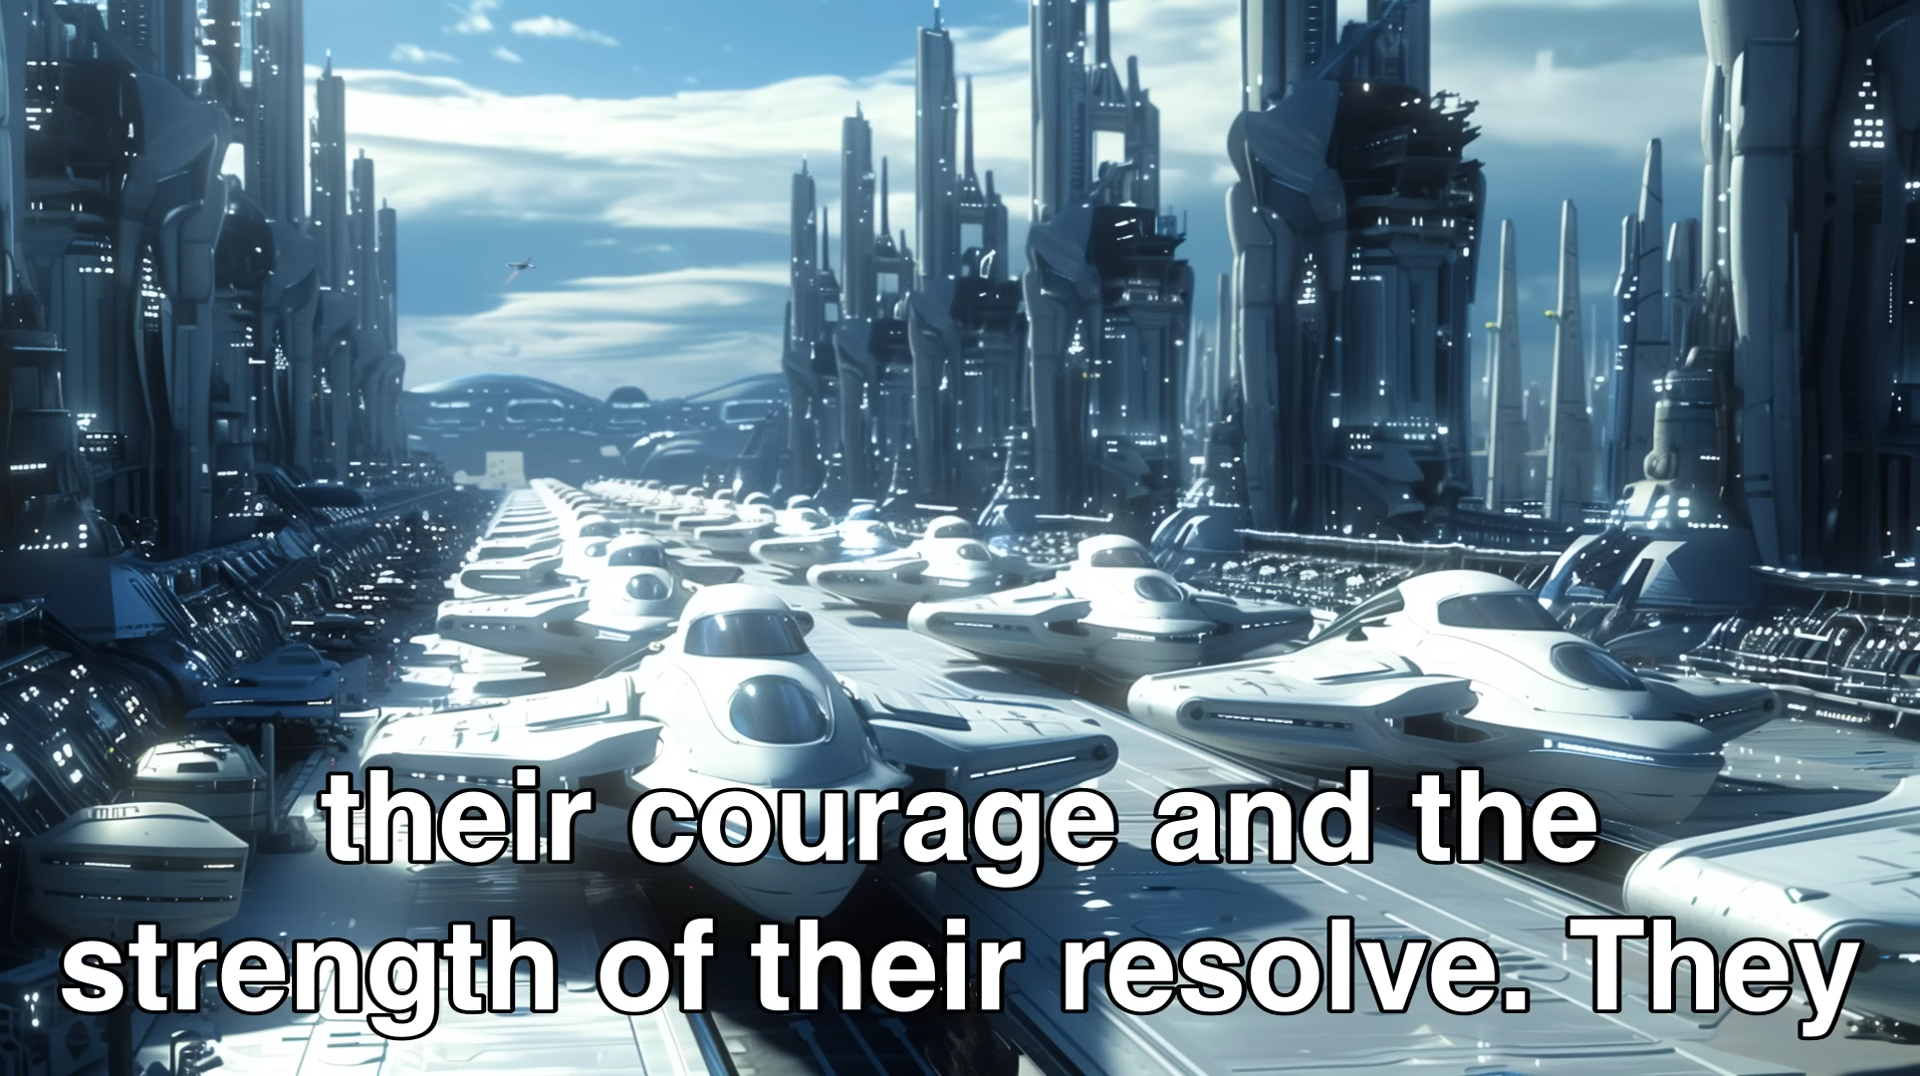 their courage and the
strength of their resolve. They